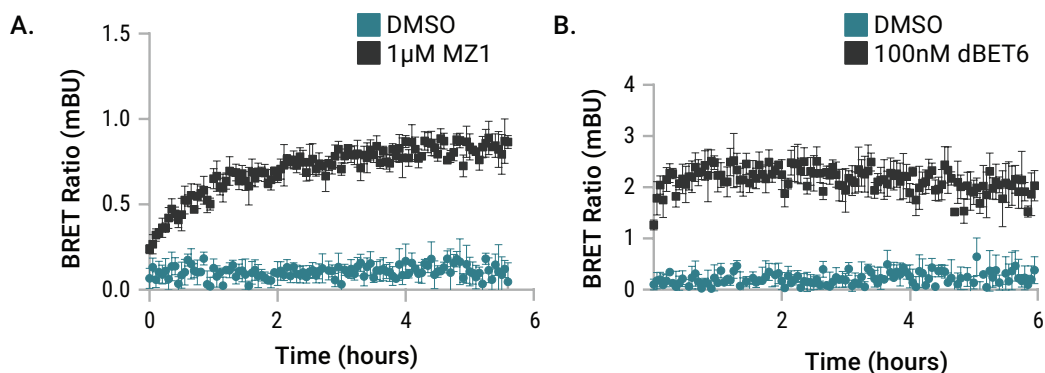 A.
DMSO
1µM MZ1
BRET Ratio (mBU)
1.5
1.0
0.5
0.0
0
2
4
6
Time (hours)
B.
DMSO
100nM dBET6
BRET Ratio (mBU)
4
3
2
1
0
2
4
6
Time (hours)